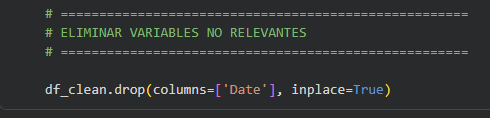 # ====================================================
# ELIMINAR VARIABLES NO RELEVANTES
# ====================================================
df_clean.drop(columns=['Date'], inplace=True)